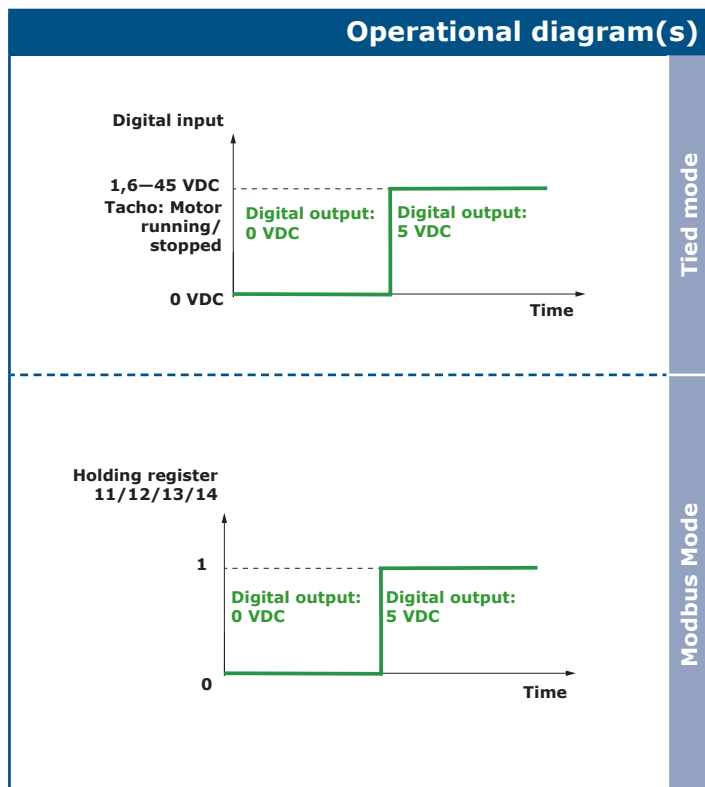 Operational diagram(s)
Digital input
1,6—45 VDC
Tacho: Motor
running/
stopped
Digital output:
0 VDC
Digital output:
5 VDC
0 VDC
Time
Tied mode
Holding register
11/12/13/14
1
Digital output:
0 VDC
Digital output:
5 VDC
0
Time
Modbus Mode